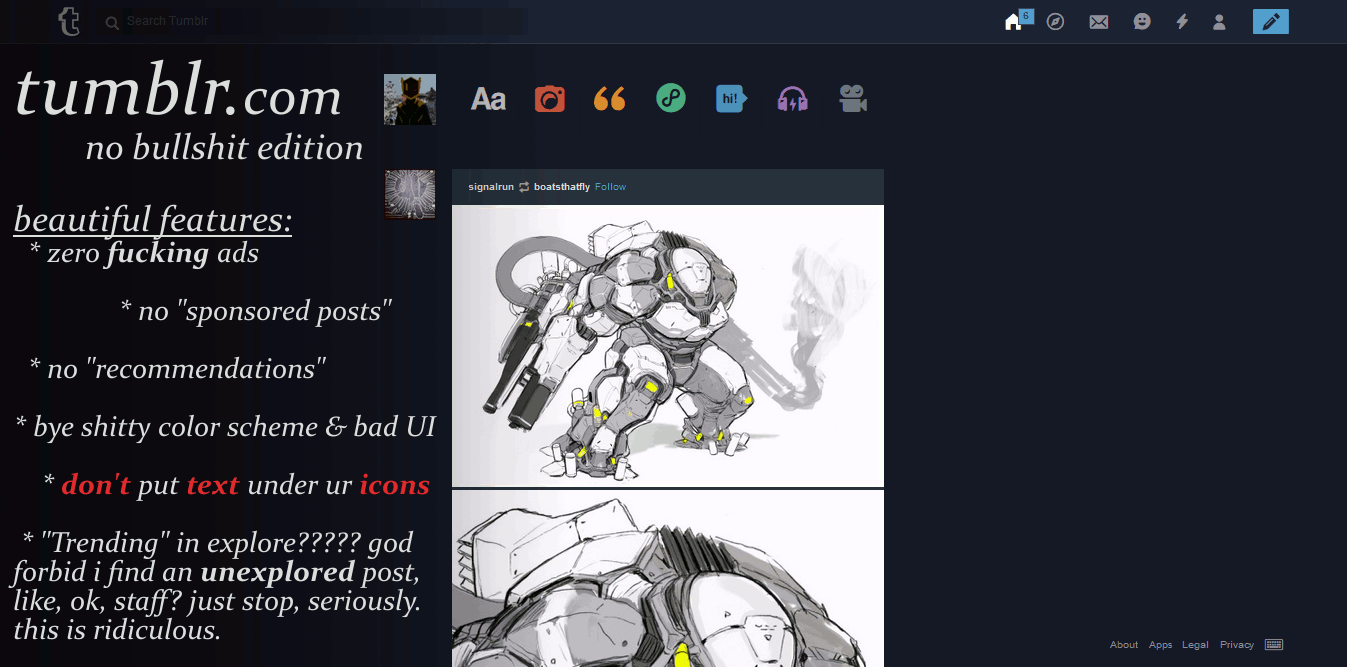 Search Tumblr
6
tumblr.com
no bullshit edition
Aa
hi!
signalrun boatsthatfly Follow
beautiful features:
* zero fucking ads
* no "sponsored posts"
* no "recommendations"
* bye shitty color scheme & bad UI
* don't put text under ur icons
* "Trending" in explore????? god
forbid i find an unexplored post,
like, ok, staff? just stop, seriously.
this is ridiculous.
About Apps Legal Privacy